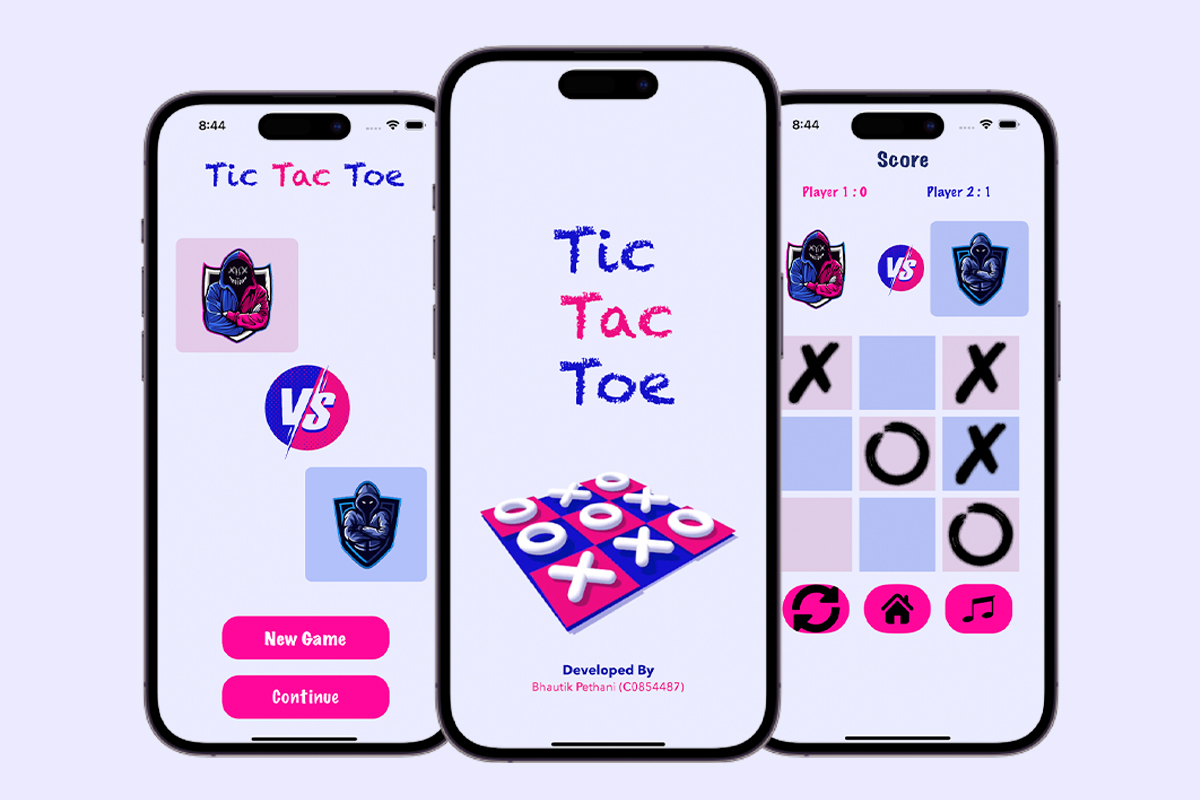 8:44
Tic Tac Toe
VS
New Game
Continue
Tic
Tac
Toe
Developed By
Bhautik Pethani (C0854487)
8:44
Score
Player 1 : 0
Player 2 : 1
VS
X X
O X
O